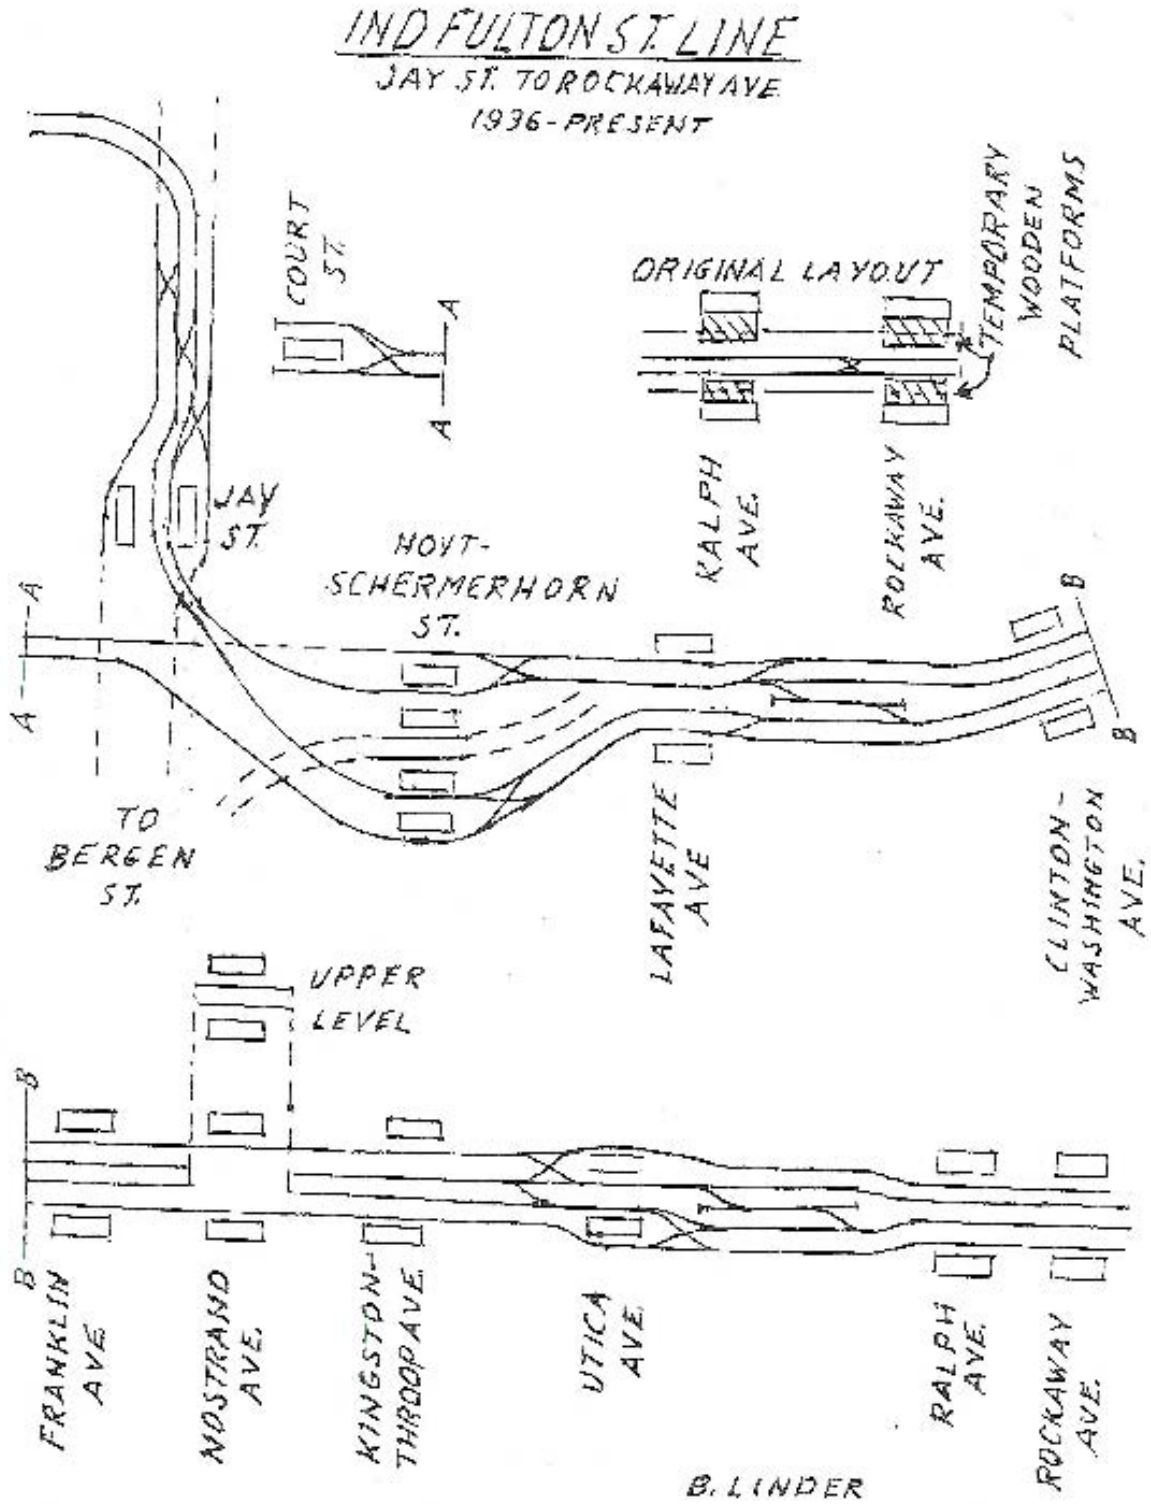 IND FULTON ST. LINE
JAY ST. TO ROCKAWAY AVE
1936-PRESENT
COURT
ST.
A
A
ORIGINAL LAYOUT
TEMPORARY
WOODEN
PLATFORMS
RALPH
AVE.
ROCKAWAY
AVE.
JAY
ST.
HOYT-
SCHERMERHORN
ST.
A
A
B
B
TO
BERGEN
ST.
LAFAYETTE
AVE
CLINTON-
WASHINGTON
AVE.
UPPER
LEVEL
B
B
FRANKLIN
AVE.
NOSTRAND
AVE.
KINGSTON-
THROOP AVE.
UTICA
AVE.
RALPH
AVE.
ROCKAWAY
AVE.
B. LINDER